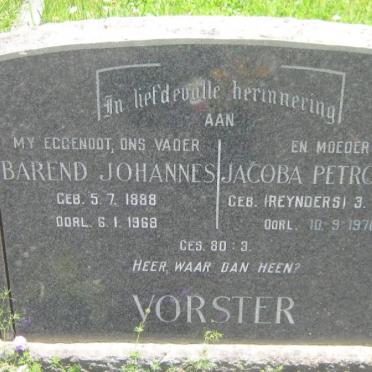 In liefdevolle herinnering
AAN
MY EGGENOOT, ONS VADER
BAREND JOHANNES
GEB. 5.7.1888
OORL. 6.1.1968
EN MOEDER
JACOBA PETRO
GEB. (REYNDERS) 3.
OORL. 10-9-197
GES. 80 : 3.
HEER, WAAR DAN HEEN?
VORSTER